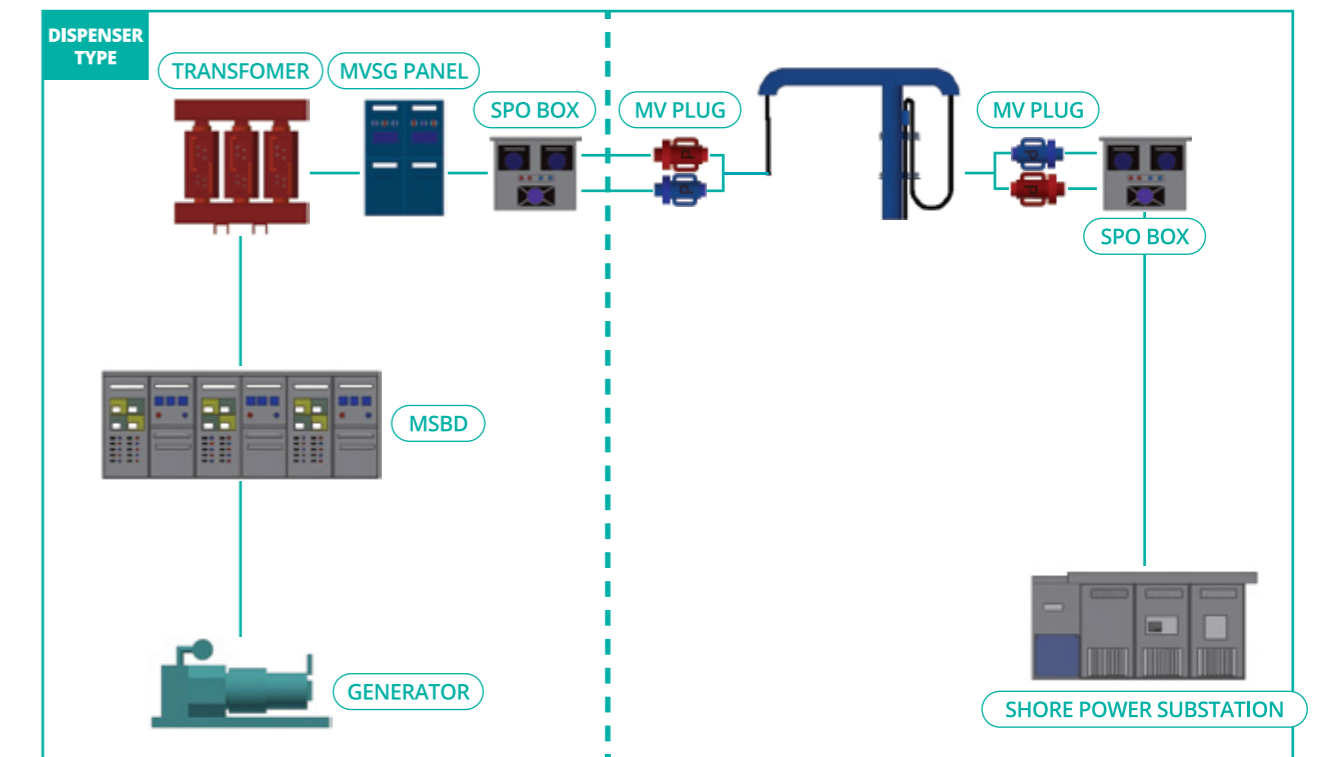 DISPENSER
TYPE
TRANSFOMER
MVSG PANEL
SPO BOX
MV PLUG
MV PLUG
P
P
P
P
SPO BOX
MSBD
GENERATOR
SHORE POWER SUBSTATION